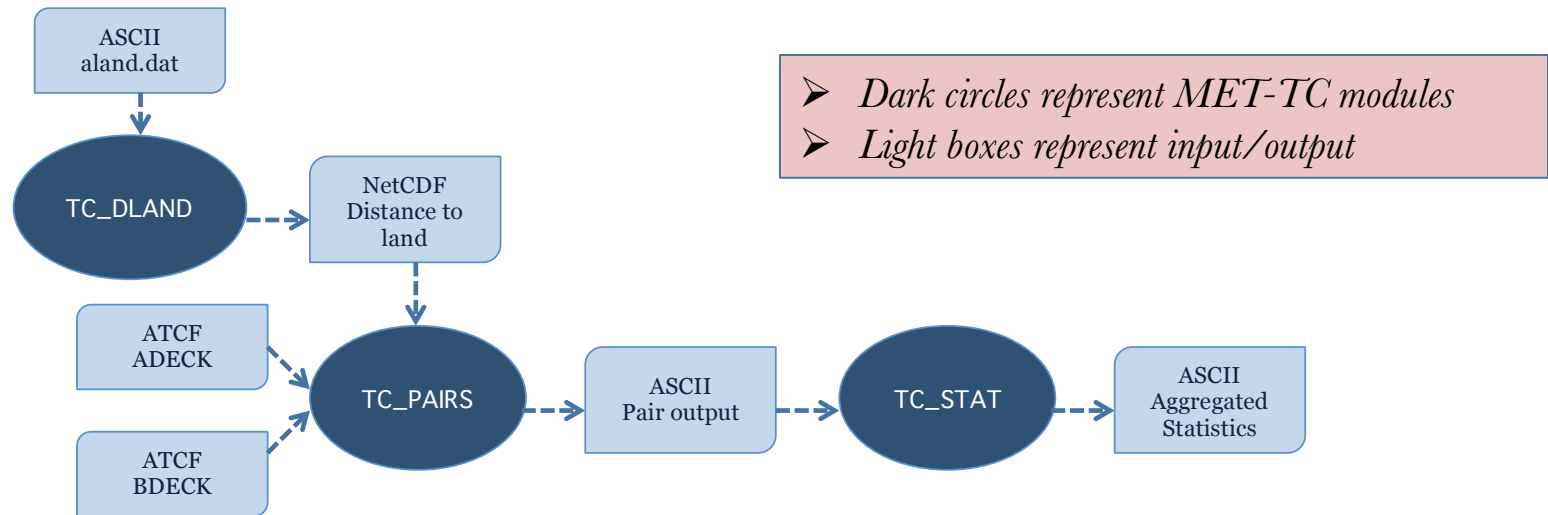 ASCII
aland.dat
➢ Dark circles represent MET-TC modules
➢ Light boxes represent input/output
TC_DLAND
NetCDF
Distance to
land
ATCF
ADECK
TC_PAIRS
ASCII
Pair output
TC_STAT
ASCII
Aggregated
Statistics
ATCF
BDECK